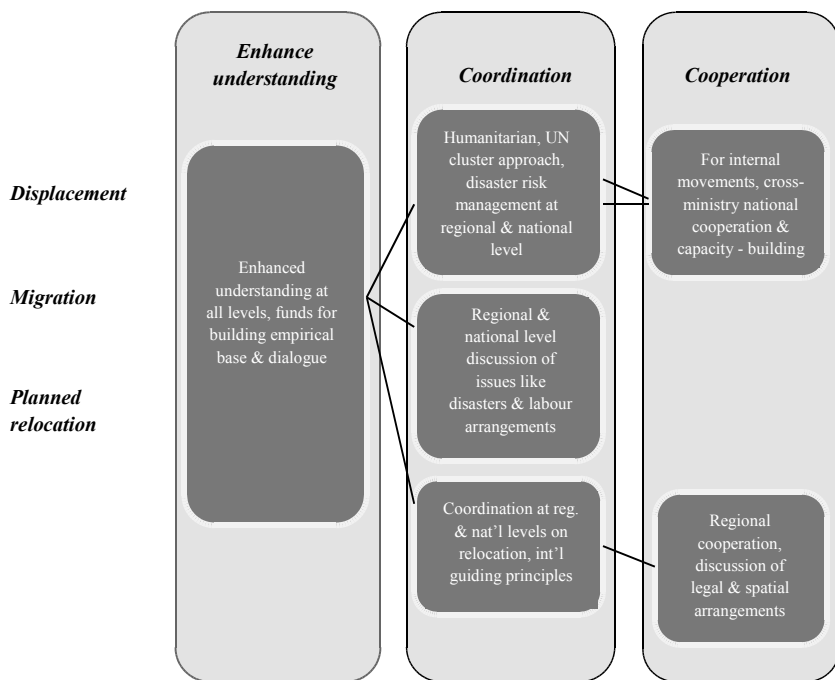 Enhance
understanding
Coordination
Cooperation
Displacement
Migration
Planned
relocation
Enhanced
understanding at
all levels, funds for
building empirical
base & dialogue
Humanitarian, UN
cluster approach,
disaster risk
management at
regional & national
level
Regional &
national level
discussion of
issues like
disasters & labour
arrangements
Coordination at reg.
& nat’l levels on
relocation, int’l
guiding principles
For internal
movements, cross-
ministry national
cooperation &
capacity - building
Regional
cooperation,
discussion of
legal & spatial
arrangements